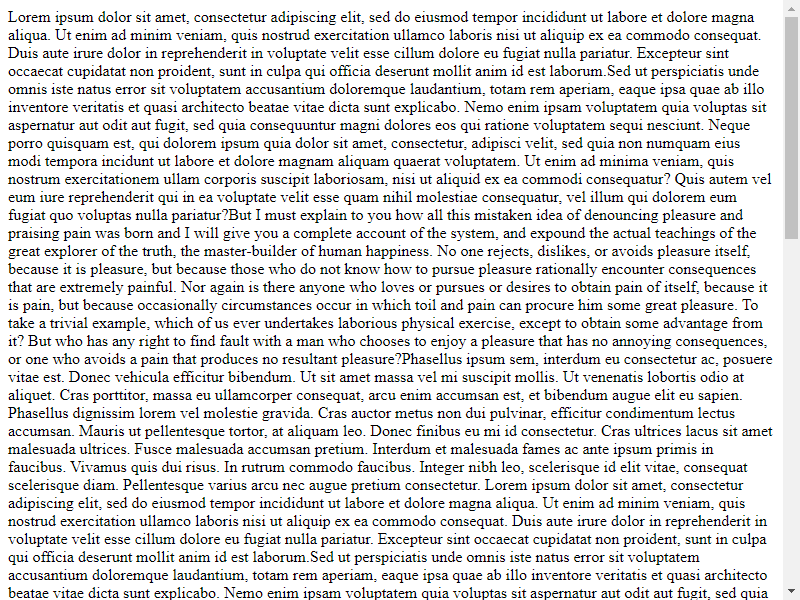 Lorem ipsum dolor sit amet, consectetur adipiscing elit, sed do eiusmod tempor incididunt ut labore et dolore magna
aliqua. Ut enim ad minim veniam, quis nostrud exercitation ullamco laboris nisi ut aliquip ex ea commodo consequat.
Duis aute irure dolor in reprehenderit in voluptate velit esse cillum dolore eu fugiat nulla pariatur. Excepteur sint
occaecat cupidatat non proident, sunt in culpa qui officia deserunt mollit anim id est laborum.Sed ut perspiciatis unde
omnis iste natus error sit voluptatem accusantium doloremque laudantium, totam rem aperiam, eaque ipsa quae ab illo
inventore veritatis et quasi architecto beatae vitae dicta sunt explicabo. Nemo enim ipsam voluptatem quia voluptas sit
aspernatur aut odit aut fugit, sed quia consequuntur magni dolores eos qui ratione voluptatem sequi nesciunt. Neque
porro quisquam est, qui dolorem ipsum quia dolor sit amet, consectetur, adipisci velit, sed quia non numquam eius
modi tempora incidunt ut labore et dolore magnam aliquam quaerat voluptatem. Ut enim ad minima veniam, quis
nostrum exercitationem ullam corporis suscipit laboriosam, nisi ut aliquid ex ea commodi consequatur? Quis autem vel
eum iure reprehenderit qui in ea voluptate velit esse quam nihil molestiae consequatur, vel illum qui dolorem eum
fugiat quo voluptas nulla pariatur?But I must explain to you how all this mistaken idea of denouncing pleasure and
praising pain was born and I will give you a complete account of the system, and expound the actual teachings of the
great explorer of the truth, the master-builder of human happiness. No one rejects, dislikes, or avoids pleasure itself,
because it is pleasure, but because those who do not know how to pursue pleasure rationally encounter consequences
that are extremely painful. Nor again is there anyone who loves or pursues or desires to obtain pain of itself, because it
is pain, but because occasionally circumstances occur in which toil and pain can procure him some great pleasure. To
take a trivial example, which of us ever undertakes laborious physical exercise, except to obtain some advantage from
it? But who has any right to find fault with a man who chooses to enjoy a pleasure that has no annoying consequences,
or one who avoids a pain that produces no resultant pleasure?Phasellus ipsum sem, interdum eu consectetur ac, posuere
vitae est. Donec vehicula efficitur bibendum. Ut sit amet massa vel mi suscipit mollis. Ut venenatis lobortis odio at
aliquet. Cras porttitor, massa eu ullamcorper consequat, arcu enim accumsan est, et bibendum augue elit eu sapien.
Phasellus dignissim lorem vel molestie gravida. Cras auctor metus non dui pulvinar, efficitur condimentum lectus
accumsan. Mauris ut pellentesque tortor, at aliquam leo. Donec finibus eu mi id consectetur. Cras ultrices lacus sit amet
malesuada ultrices. Fusce malesuada accumsan pretium. Interdum et malesuada fames ac ante ipsum primis in
faucibus. Vivamus quis dui risus. In rutrum commodo faucibus. Integer nibh leo, scelerisque id elit vitae, consequat
scelerisque diam. Pellentesque varius arcu nec augue pretium consectetur. Lorem ipsum dolor sit amet, consectetur
adipiscing elit, sed do eiusmod tempor incididunt ut labore et dolore magna aliqua. Ut enim ad minim veniam, quis
nostrud exercitation ullamco laboris nisi ut aliquip ex ea commodo consequat. Duis aute irure dolor in reprehenderit in
voluptate velit esse cillum dolore eu fugiat nulla pariatur. Excepteur sint occaecat cupidatat non proident, sunt in culpa
qui officia deserunt mollit anim id est laborum.Sed ut perspiciatis unde omnis iste natus error sit voluptatem
accusantium doloremque laudantium, totam rem aperiam, eaque ipsa quae ab illo inventore veritatis et quasi architecto
beatae vitae dicta sunt explicabo. Nemo enim ipsam voluptatem quia voluptas sit aspernatur aut odit aut fugit, sed quia